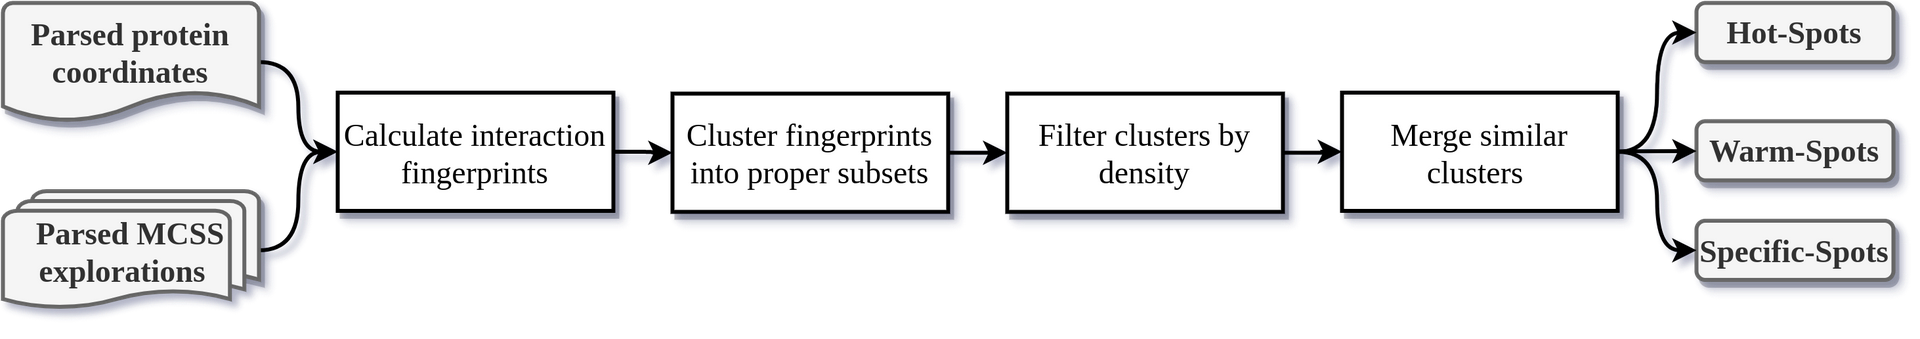 Parsed protein
coordinates
Parsed MCSS
explorations
Calculate interaction
fingerprints
Cluster fingerprints
into proper subsets
Filter clusters by
density
Merge similar
clusters
Hot-Spots
Warm-Spots
Specific-Spots